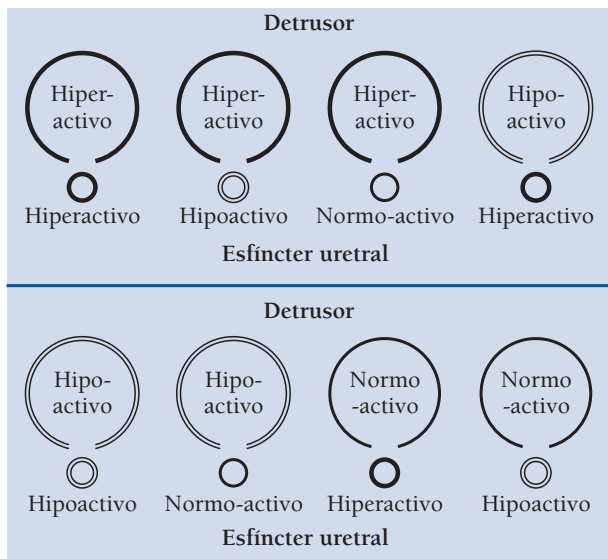 Detrusor
Hiper- Hiper- Hiper- Hipo-
activo activo activo activo
Hiperactivo Hipoactivo Normo-activo Hiperactivo
Esfíncter uretral
Detrusor
Hipo- Hipo- Normo Normo
activo activo -activo -activo
Hipoactivo Normo-activo Hiperactivo Hipoactivo
Esfíncter uretral